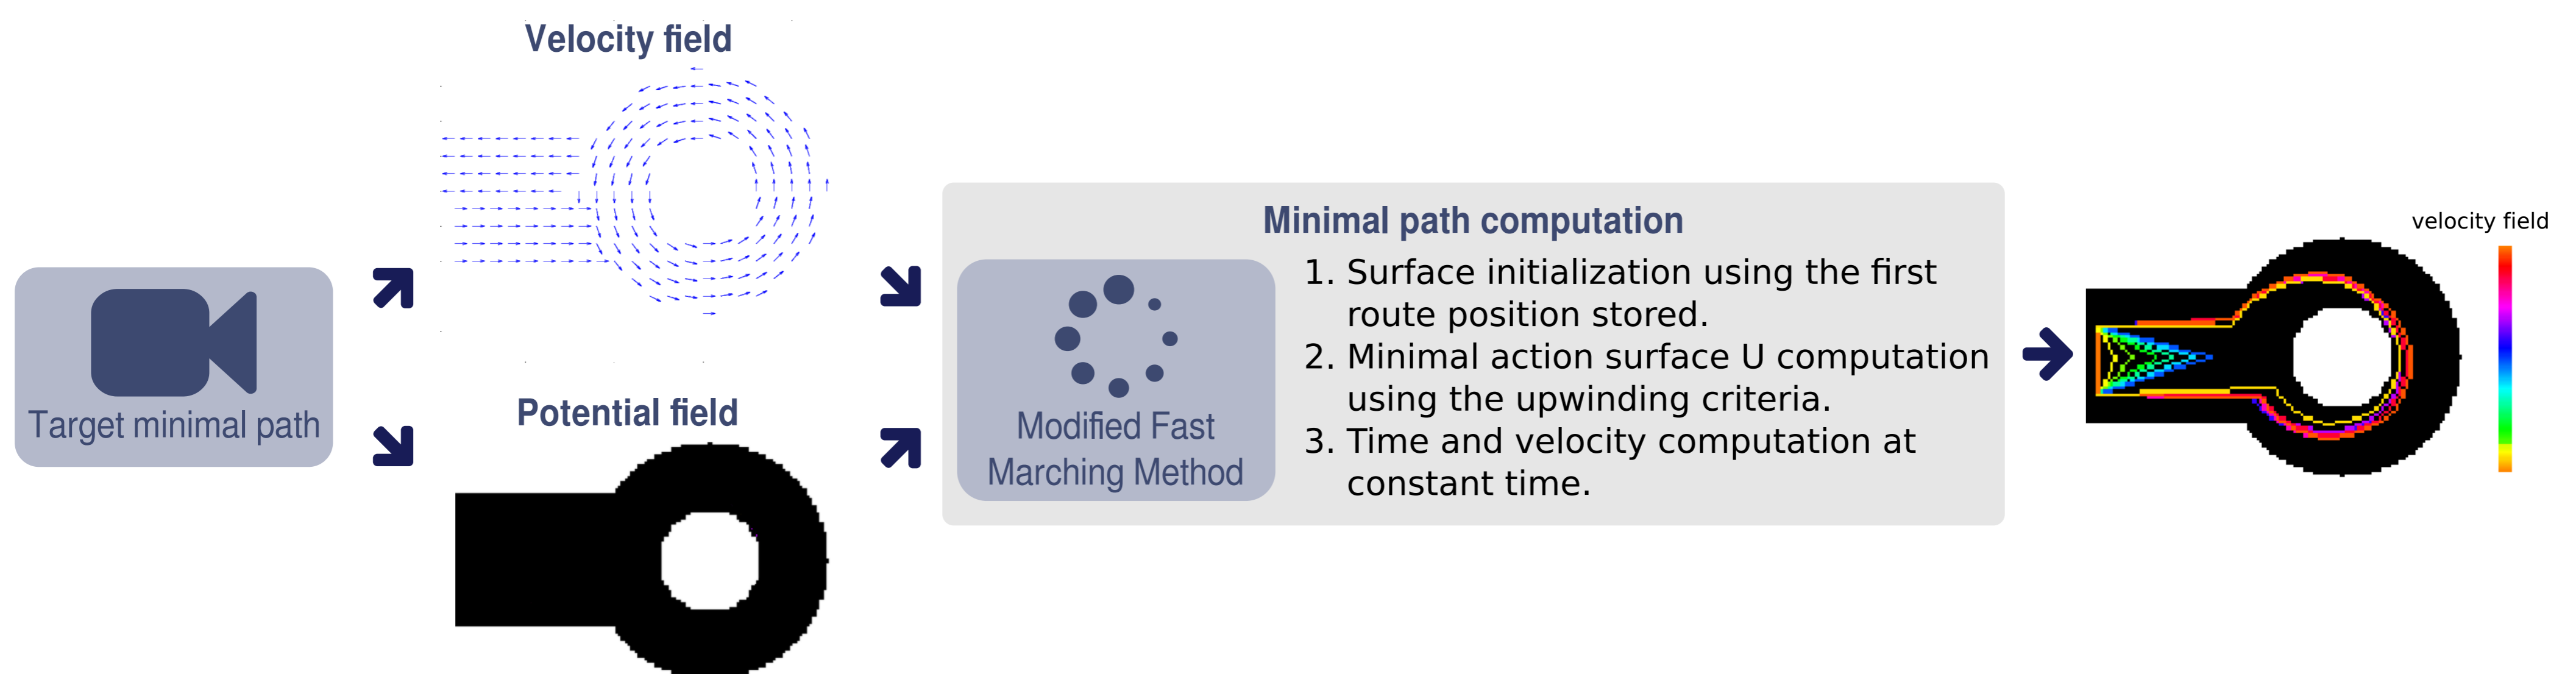 Velocity field
Target minimal path
Potential field
Minimal path computation
Modified Fast
Marching Method
1. Surface initialization using the first
route position stored.
2. Minimal action surface U computation
using the upwinding criteria.
3. Time and velocity computation at
constant time.
velocity field